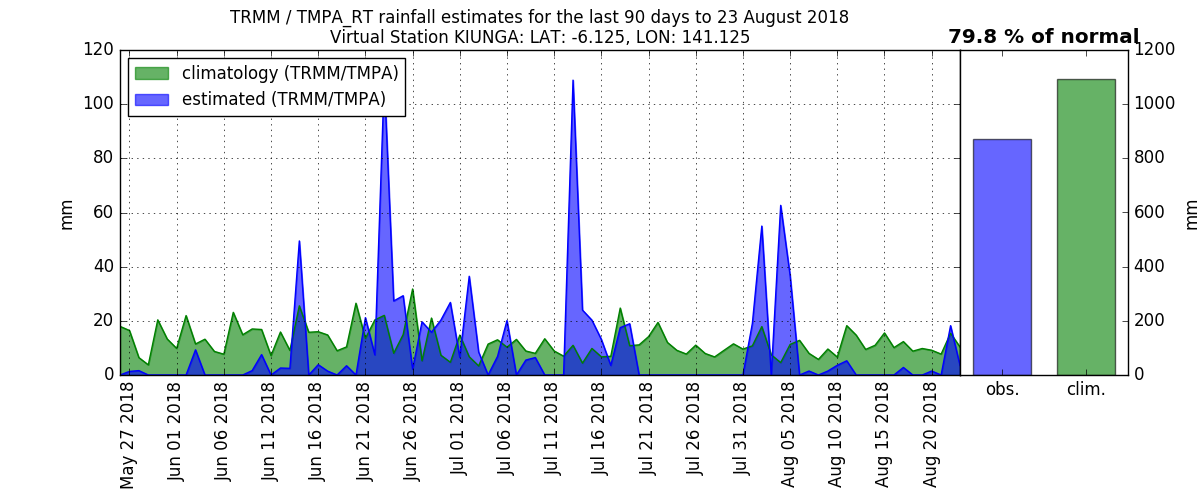 TRMM / TMPA_RT rainfall estimates for the last 90 days to 23 August 2018
Virtual Station KIUNGA: LAT: -6.125, LON: 141.125
79.8 % of normal
climatology (TRMM/TMPA)
estimated (TRMM/TMPA)
120
100
80
60
40
20
0
mm
May 27 2018
Jun 01 2018
Jun 06 2018
Jun 11 2018
Jun 16 2018
Jun 21 2018
Jun 26 2018
Jul 01 2018
Jul 06 2018
Jul 11 2018
Jul 16 2018
Jul 21 2018
Jul 26 2018
Jul 31 2018
Aug 05 2018
Aug 10 2018
Aug 15 2018
Aug 20 2018
obs.
clim.
1200
1000
800
600
400
200
0
mm